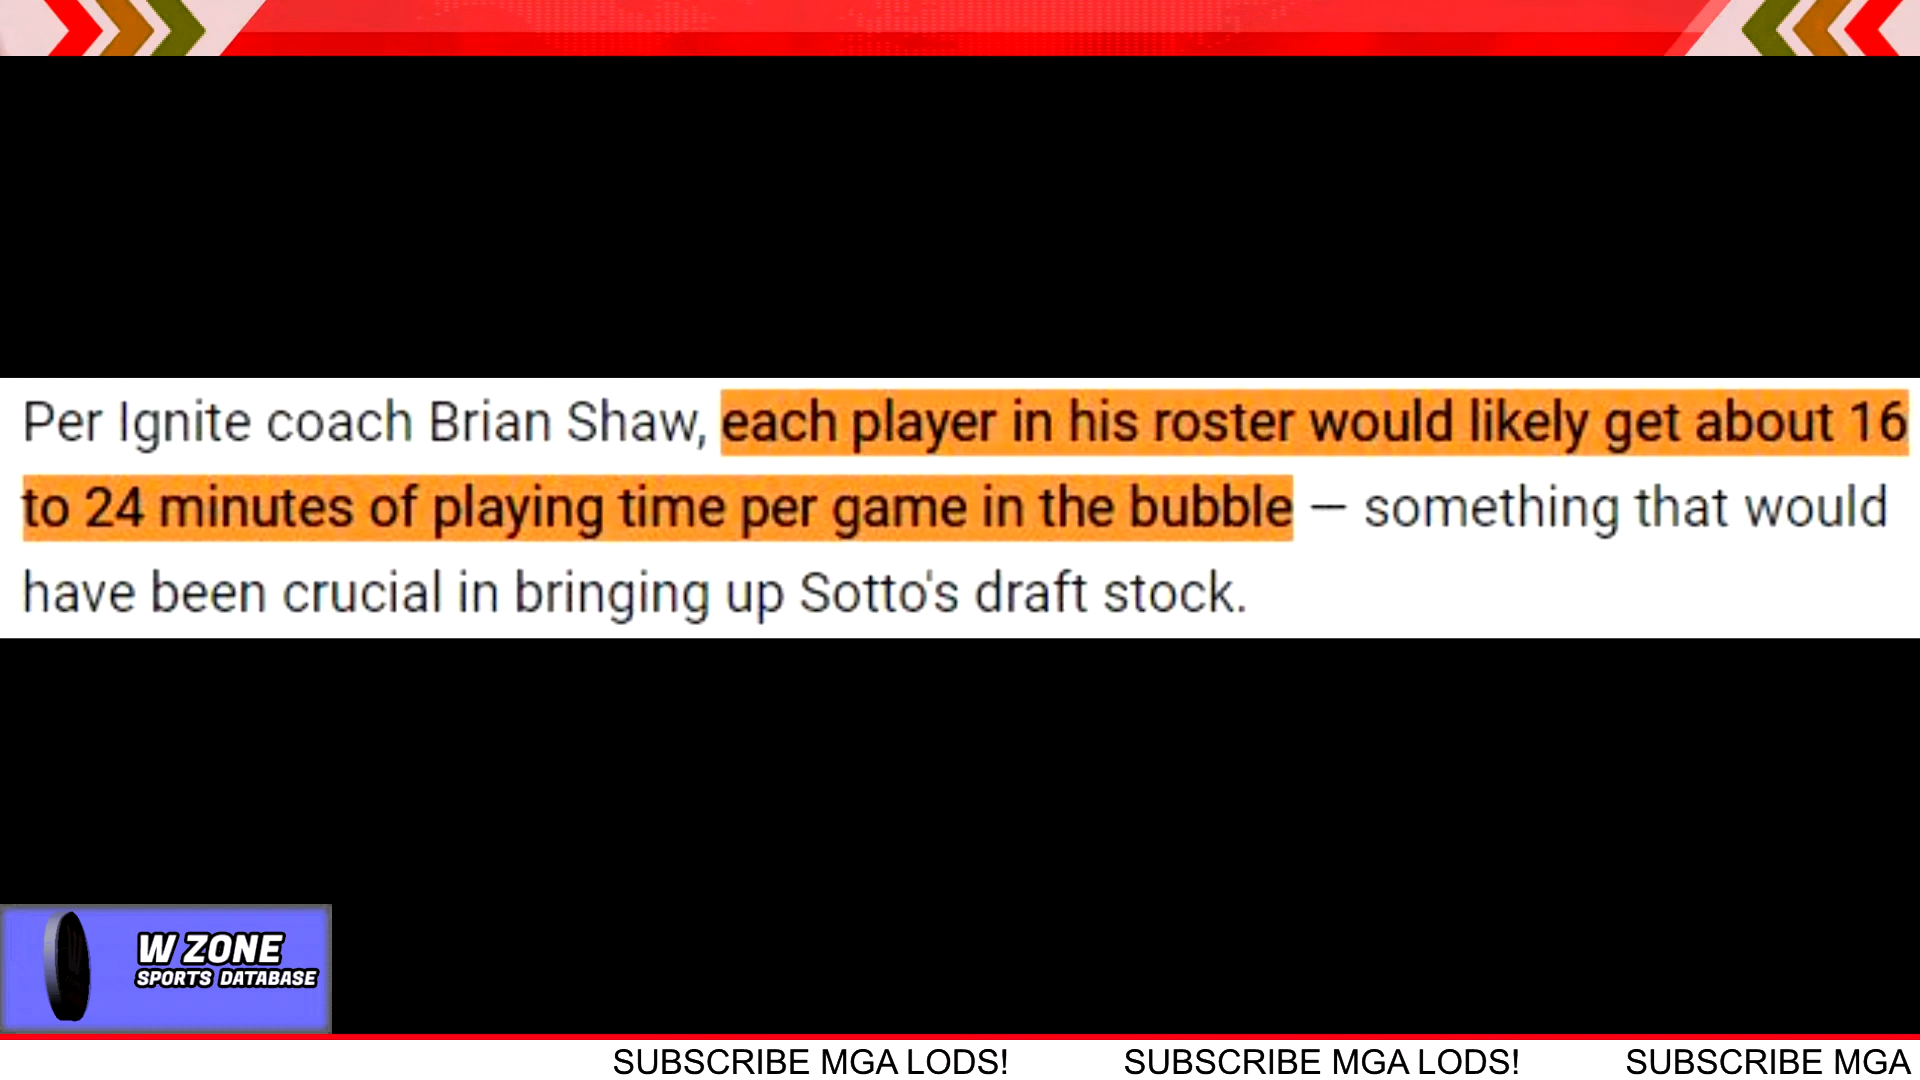 Per Ignite coach Brian Shaw, each player in his roster would likely get about 16
to 24 minutes of playing time per game in the bubble — something that would
have been crucial in bringing up Sotto's draft stock.
W ZONE
SPORTS DATABASE
SUBSCRIBE MGA LODS! SUBSCRIBE MGA LODS! SUBSCRIBE MGA